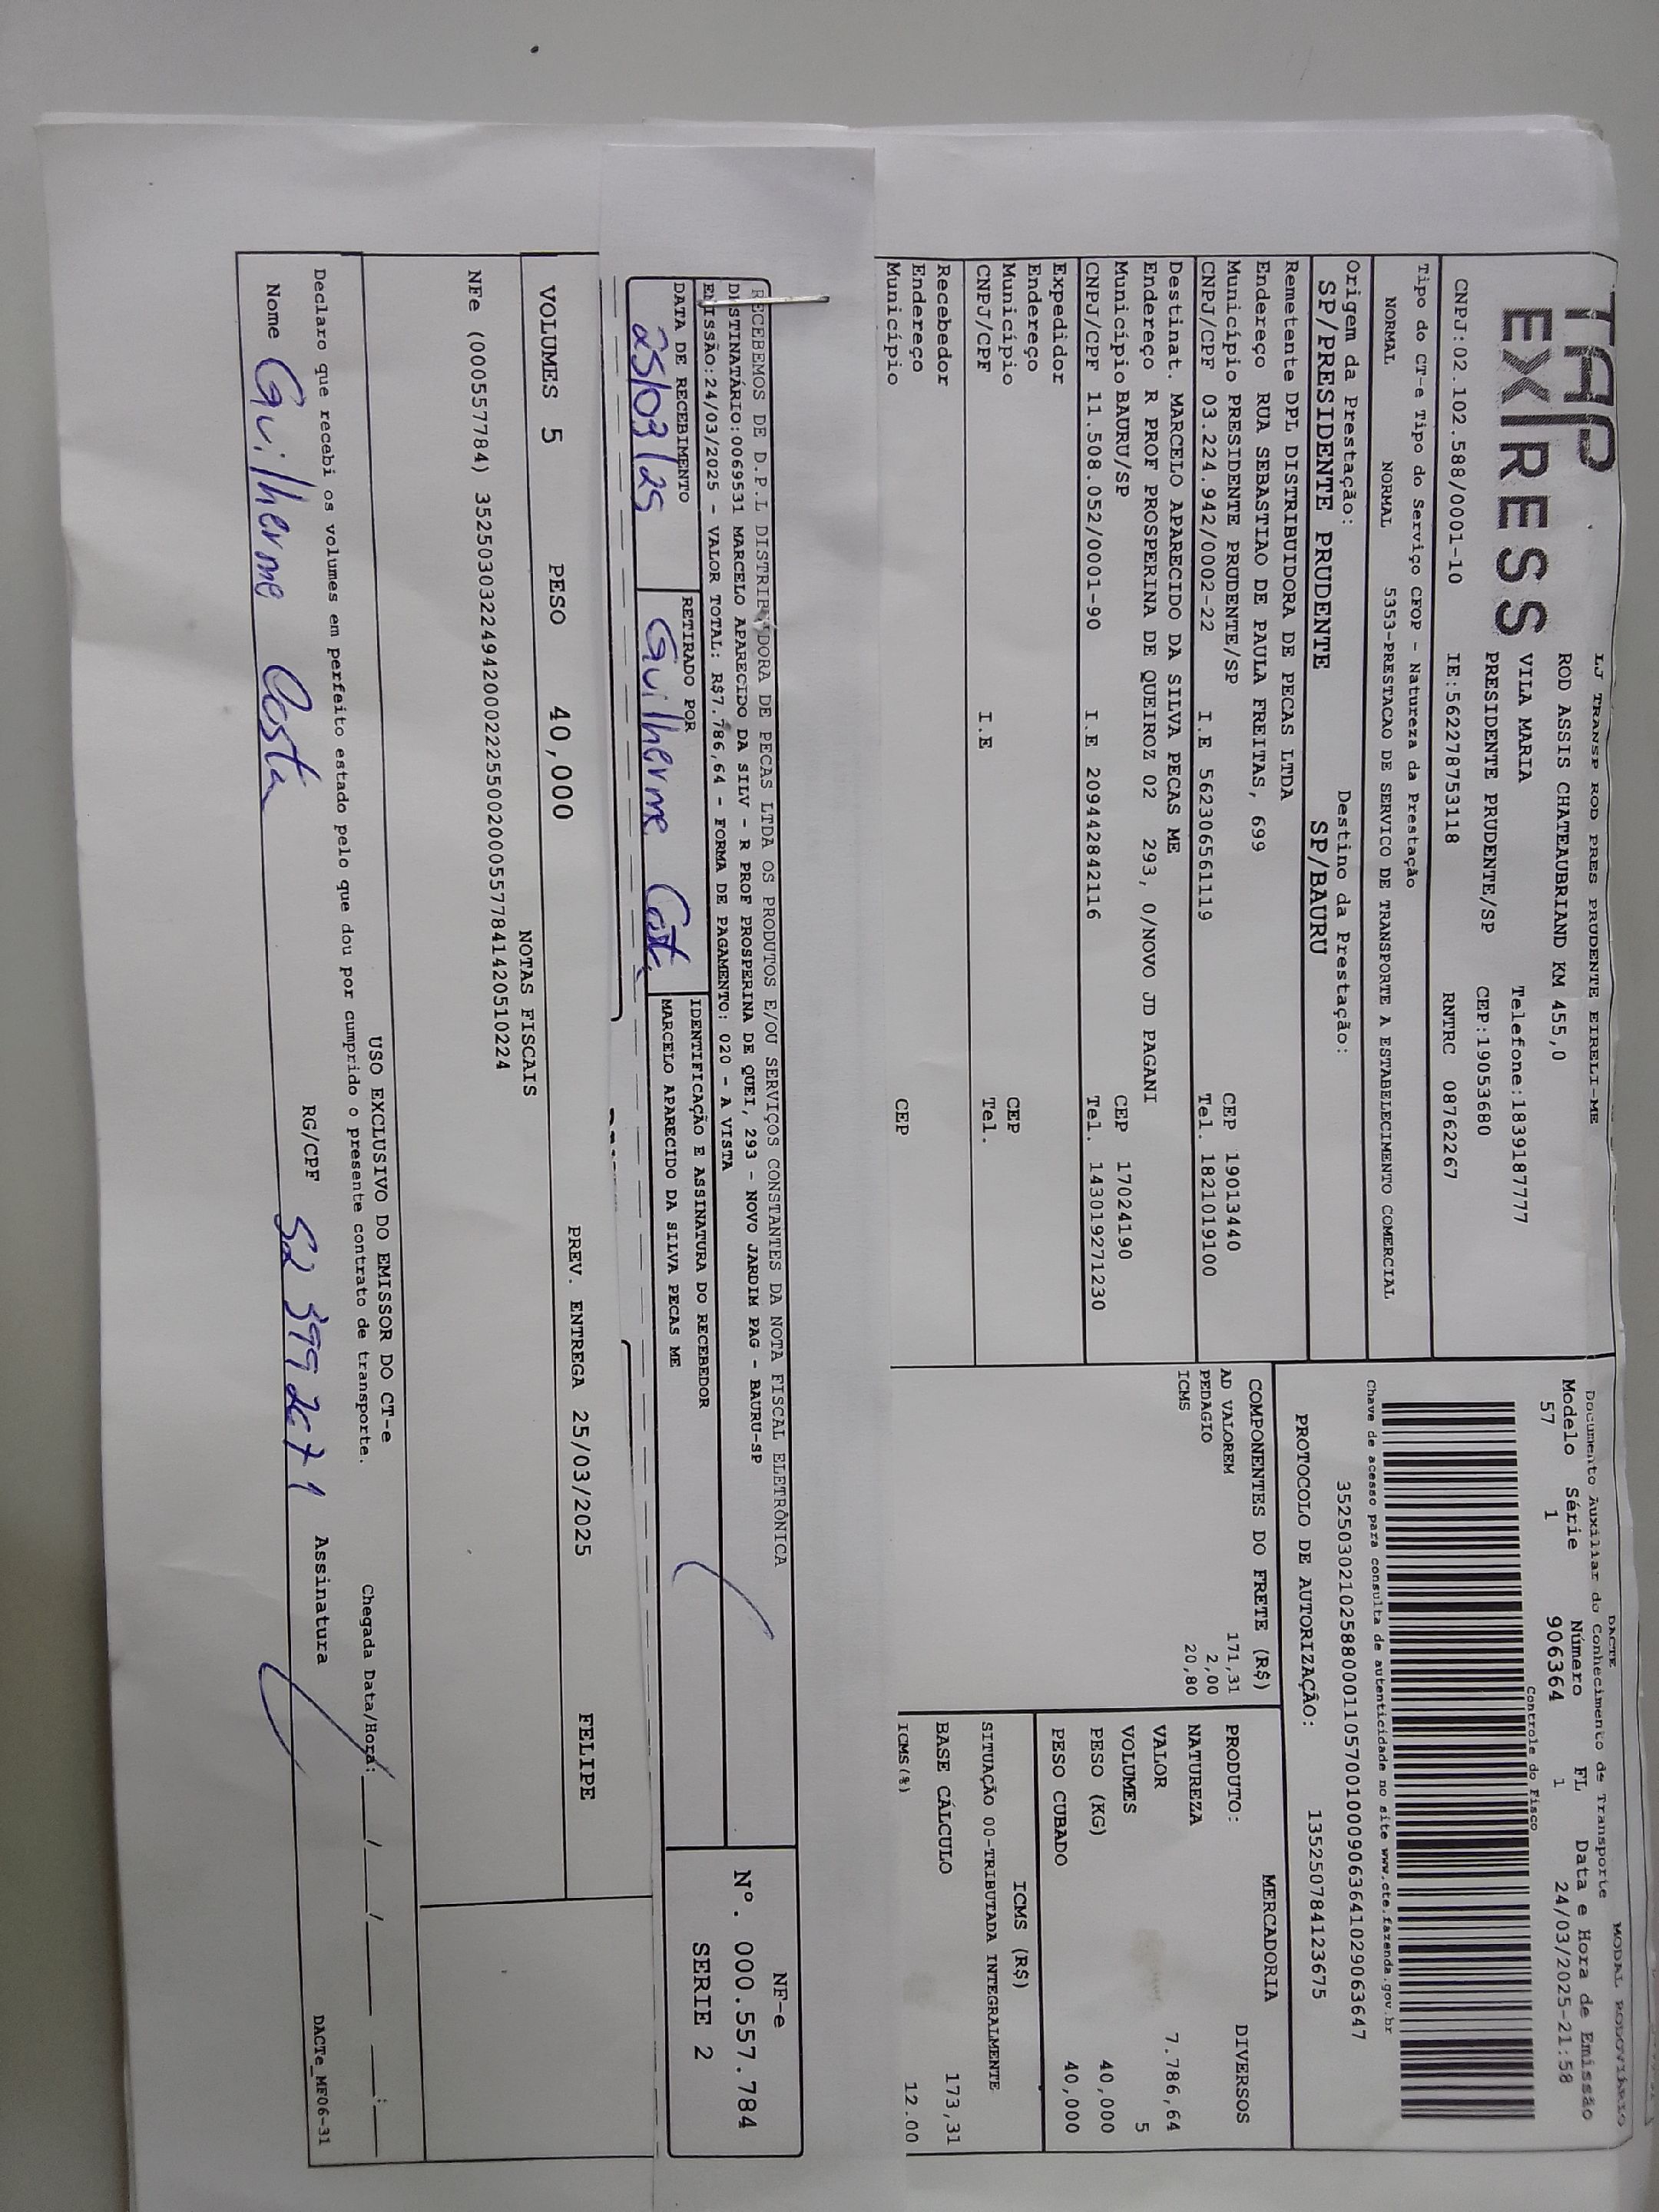 TAP
EXPRESS
LJ TRANSP ROD PRES PRUDENTE EIRELI-ME
ROD ASSIS CHATEAUBRIAND KM 455,0
VILA MARIA Telefone:1839187777
PRESIDENTE PRUDENTE/SP CEP:19053680
CNPJ:02.102.588/0001-10 IE:562278753118 RNTRC 08762267
Tipo do CT-e Tipo do Serviço CFOP - Natureza da Prestação
NORMAL NORMAL 5353-PRESTACAO DE SERVICO DE TRANSPORTE A ESTABELECIMENTO COMERCIAL
Origem da Prestação: Destino da Prestação:
SP/PRESIDENTE PRUDENTE SP/BAURU
Remetente DPL DISTRIBUIDORA DE PECAS LTDA
Endereço RUA SEBASTIAO DE PAULA FREITAS, 699
Município PRESIDENTE PRUDENTE/SP CEP 19013440
CNPJ/CPF 03.224.942/0002-22 I.E 562306561119 Tel. 1821019100
Destinat. MARCELO APARECIDO DA SILVA PECAS ME
Endereço R PROF PROSPERINA DE QUEIROZ 02 293, 0/NOVO JD PAGANI
Município BAURU/SP CEP 17024190
CNPJ/CPF 11.508.052/0001-90 I.E 209442842116 Tel. 143019271230
Expedidor
Endereço
Município CEP
CNPJ/CPF I.E Tel.
Recebedor
Endereço
Município CEP
MODAL RODOVIÁRIO
DACTE
Documento Auxiliar do Conhecimento de Transporte
Modelo Série Número FL Data e Hora de Emissão
57 1 906364 1 24/03/2025-21:58
Controle do Fisco
Chave de acesso para consulta de autenticidade no site www.cte.fazenda.gov.br
35250302102588000110570010009063641029063647
PROTOCOLO DE AUTORIZAÇÃO: 135250784123675
COMPONENTES DO FRETE (R$)
AD VALOREM 171,31
PEDAGIO 2,00
ICMS 20,80
MERCADORIA
PRODUTO: DIVERSOS
NATUREZA
VALOR 7.786,64
VOLUMES 5
PESO (KG) 40,000
PESO CUBADO 40,000
ICMS (R$)
SITUAÇÃO 00-TRIBUTADA INTEGRALMENTE
BASE CÁLCULO 173,31
ICMS(%) 12.00
RECEBEMOS DE D.P.L DISTRIBUIDORA DE PECAS LTDA OS PRODUTOS E/OU SERVIÇOS CONSTANTES DA NOTA FISCAL ELETRÔNICA
DESTINATÁRIO:0069531 MARCELO APARECIDO DA SILV - R PROF PROSPERINA DE QUEI, 293 - NOVO JARDIM PAG - BAURU-SP
EMISSÃO:24/03/2025 - VALOR TOTAL: R$7.786,64 - FORMA DE PAGAMENTO: 020 - A VISTA
DATA DE RECEBIMENTO RETIRADO POR IDENTIFICAÇÃO E ASSINATURA DO RECEBEDOR
25/03/25 Guilherme Costa MARCELO APARECIDO DA SILVA PECAS ME
NF-e
Nº. 000.557.784
SERIE 2
VOLUMES 5 PESO 40,000 PREV. ENTREGA 25/03/2025 FELIPE
NOTAS FISCAIS
NFe (000557784) 35250303224942000222550020005577841420510224
USO EXCLUSIVO DO EMISSOR DO CT-e
Declaro que recebi os volumes em perfeito estado pelo que dou por cumprido o presente contrato de transporte. Chegada Data/Hora: __/__/____ __:__
Nome Guilherme Costa RG/CPF Assinatura
DACTe_MF06-31